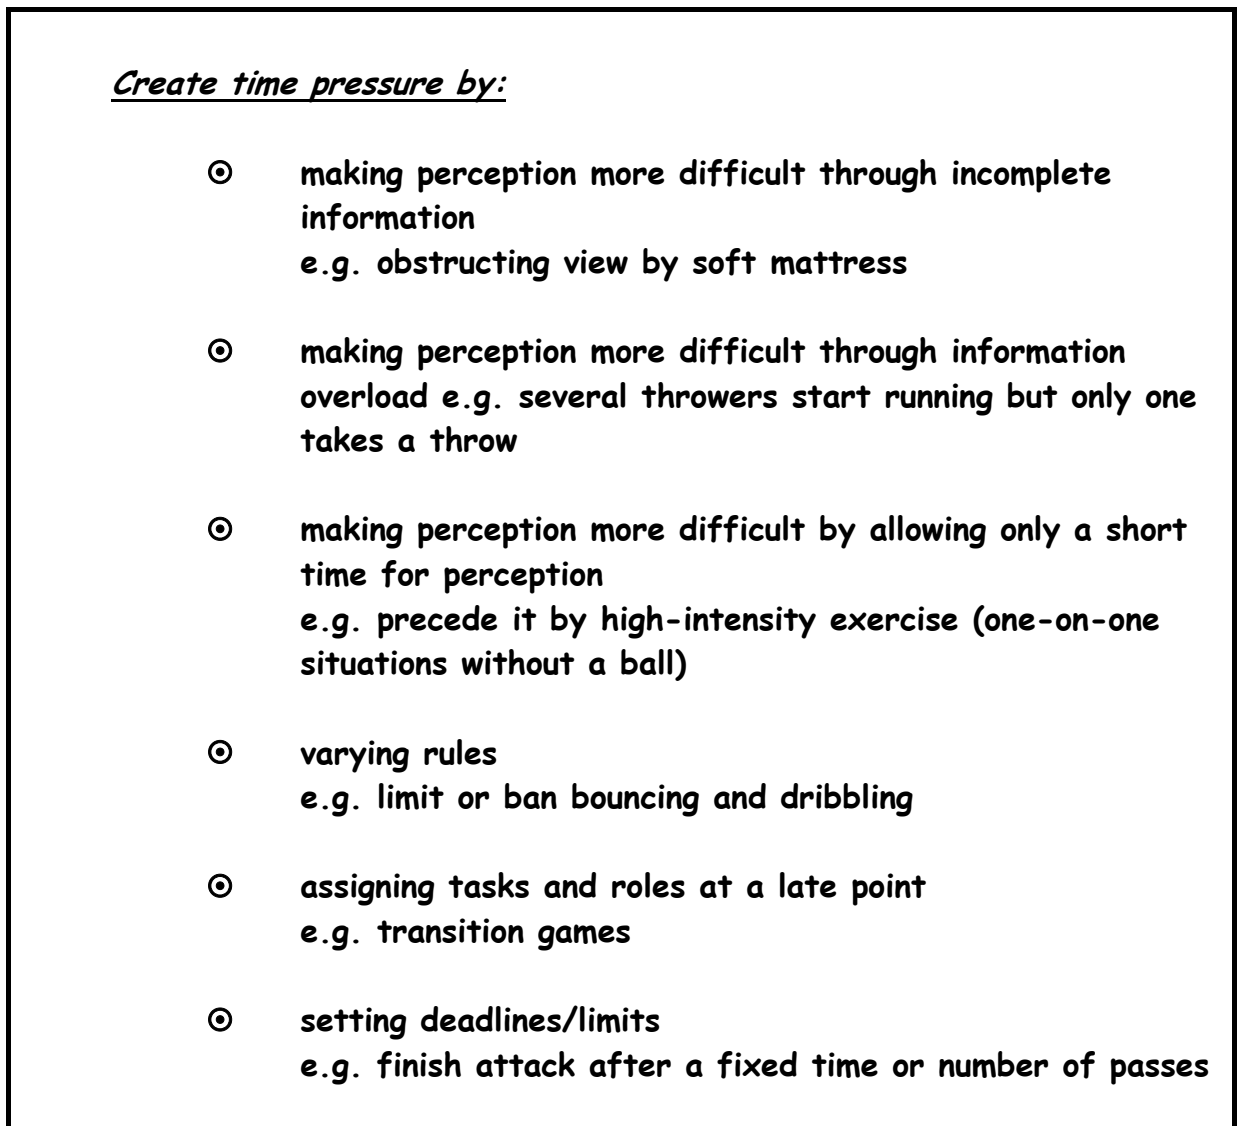 Create time pressure by:
⊙ making perception more difficult through incomplete
information
e.g. obstructing view by soft mattress
⊙ making perception more difficult through information
overload e.g. several throwers start running but only one
takes a throw
⊙ making perception more difficult by allowing only a short
time for perception
e.g. precede it by high-intensity exercise (one-on-one
situations without a ball)
⊙ varying rules
e.g. limit or ban bouncing and dribbling
⊙ assigning tasks and roles at a late point
e.g. transition games
⊙ setting deadlines/limits
e.g. finish attack after a fixed time or number of passes